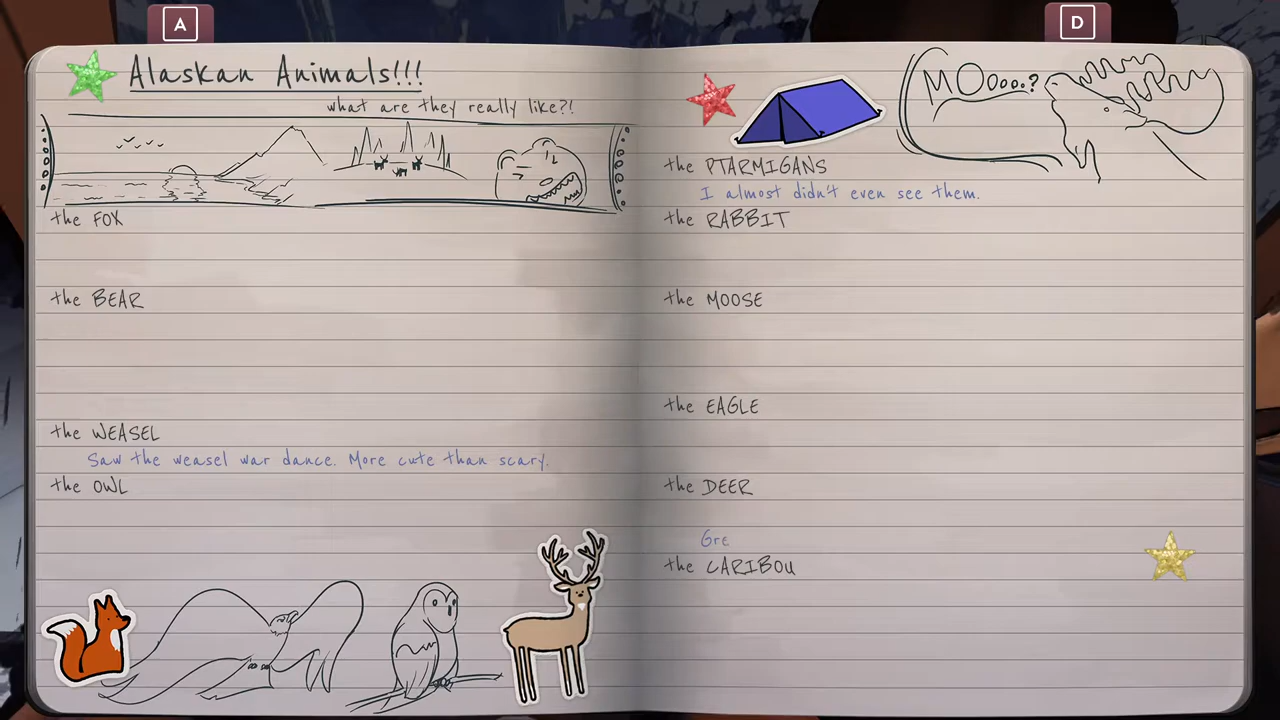 A
D
Alaskan Animals!!!
what are they really like?!
the FOX
the BEAR
the WEASEL
Saw the weasel war dance. More cute than scary.
the OWL
MOooo.?
the PTARMIGANS
I almost didn't even see them.
the RABBIT
the MOOSE
the EAGLE
the DEER
Gre
the CARIBOU